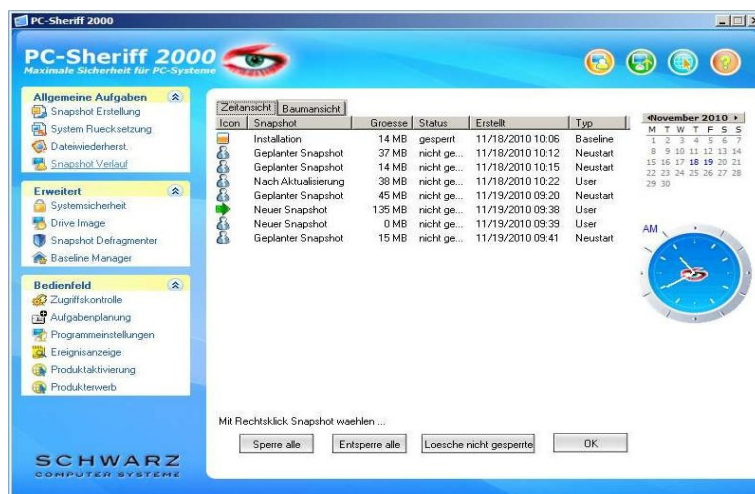 PC-Sheriff 2000
PC-Sheriff 2000
Maximale Sicherheit für PC-Systeme
Allgemeine Aufgaben
Snapshot Erstellung
System Ruecksetzung
Dateiwiederherst.
Snapshot Verlauf
Erweitert
Systemsicherheit
Drive Image
Snapshot Defragmenter
Baseline Manager
Bedienfeld
Zugriffskontrolle
Aufgabenplanung
Programmeinstellungen
Ereignisanzeige
Produktaktivierung
Produkterwerb
SCHWARZ
COMPUTER SYSTEME
Zeitansicht Baumansicht
Icon Snapshot Groesse Status Erstellt Typ
Installation 14 MB gesperrt 11/18/2010 10:06 Baseline
Geplanter Snapshot 37 MB nicht ge... 11/18/2010 10:12 Neustart
Geplanter Snapshot 14 MB nicht ge... 11/18/2010 10:15 Neustart
Nach Aktualisierung 38 MB nicht ge... 11/18/2010 10:22 User
Geplanter Snapshot 45 MB nicht ge... 11/19/2010 09:20 Neustart
Neuer Snapshot 135 MB nicht ge... 11/19/2010 09:38 User
Neuer Snapshot 0 MB nicht ge... 11/19/2010 09:39 User
Geplanter Snapshot 15 MB nicht ge... 11/19/2010 09:41 Neustart
Mit Rechtsklick Snapshot waehlen ...
Sperre alle Entsperre alle Loesche nicht gesperrte OK
November 2010
M T W T F S S
1 2 3 4 5 6 7
8 9 10 11 12 13 14
15 16 17 18 19 20 21
22 23 24 25 26 27 28
29 30
AM